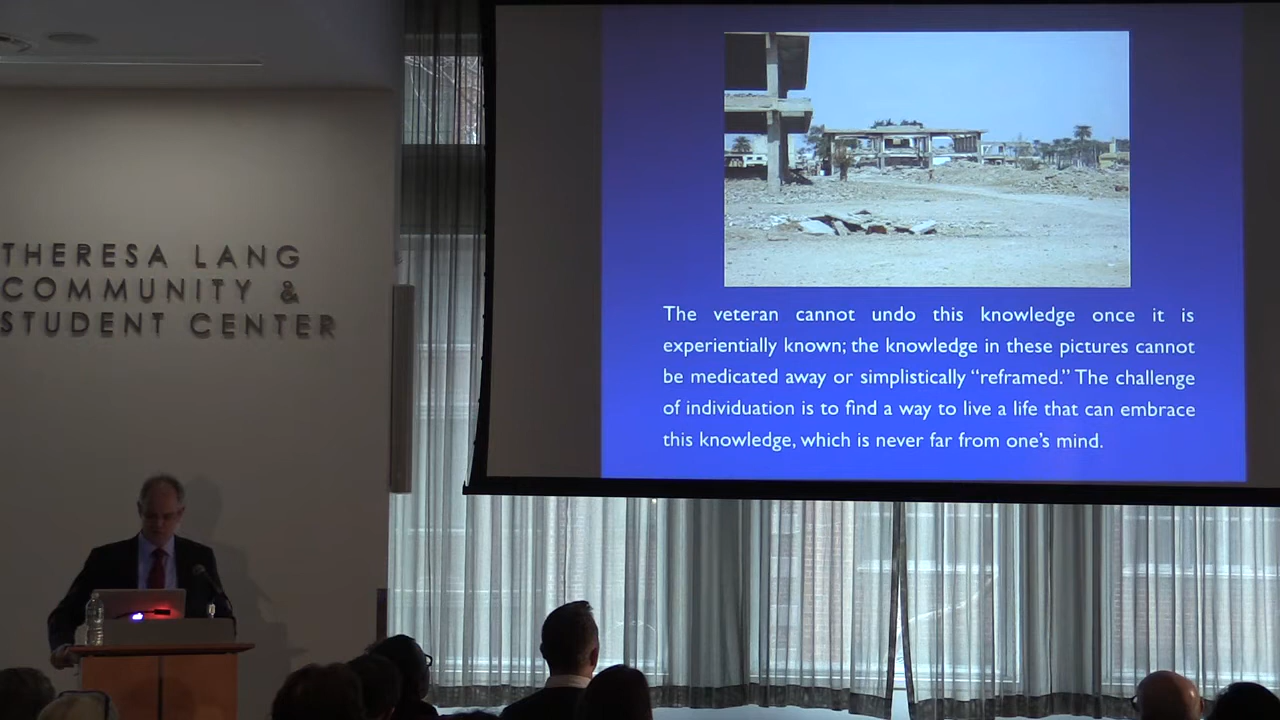 THERESA LANG
COMMUNITY &
STUDENT CENTER
The veteran cannot undo this knowledge once it is
experientially known; the knowledge in these pictures cannot
be medicated away or simplistically “reframed.” The challenge
of individuation is to find a way to live a life that can embrace
this knowledge, which is never far from one’s mind.